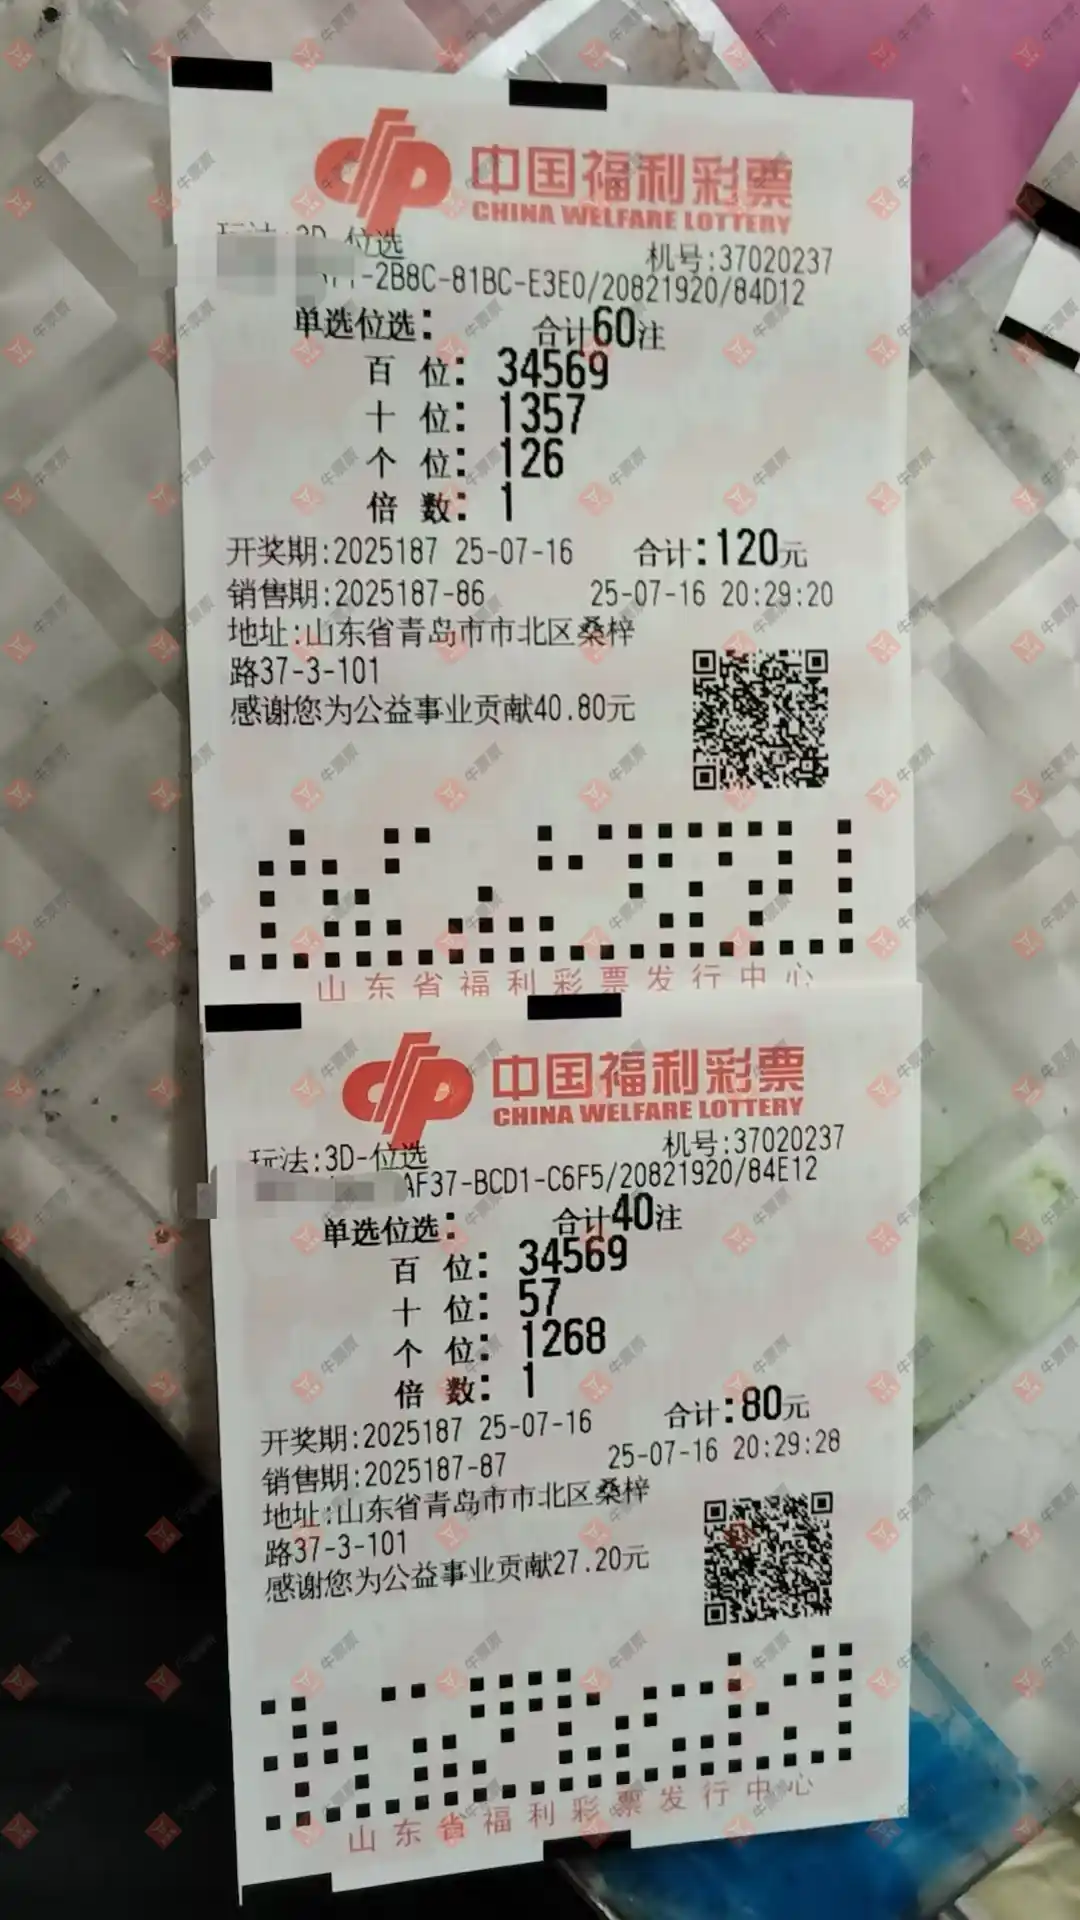 中国福利彩票
CHINA WELFARE LOTTERY
玩法:3D-位选 机号:37020237
-2B8C-81BC-E3E0/20821920/84D12
单选位选: 合计60注
百 位: 34569
十 位: 1357
个 位: 126
倍 数: 1
开奖期:2025187 25-07-16 合计:120元
销售期:2025187-86 25-07-16 20:29:20
地址:山东省青岛市市北区桑梓
路37-3-101
感谢您为公益事业贡献40.80元
山东省福利彩票发行中心
中国福利彩票
CHINA WELFARE LOTTERY
玩法:3D-位选 机号:37020237
AF37-BCD1-C6F5/20821920/84E12
单选位选: 合计40注
百 位: 34569
十 位: 57
个 位: 1268
倍 数: 1
开奖期:2025187 25-07-16 合计:80元
销售期:2025187-87 25-07-16 20:29:28
地址:山东省青岛市市北区桑梓
路37-3-101
感谢您为公益事业贡献27.20元
山东省福利彩票发行中心